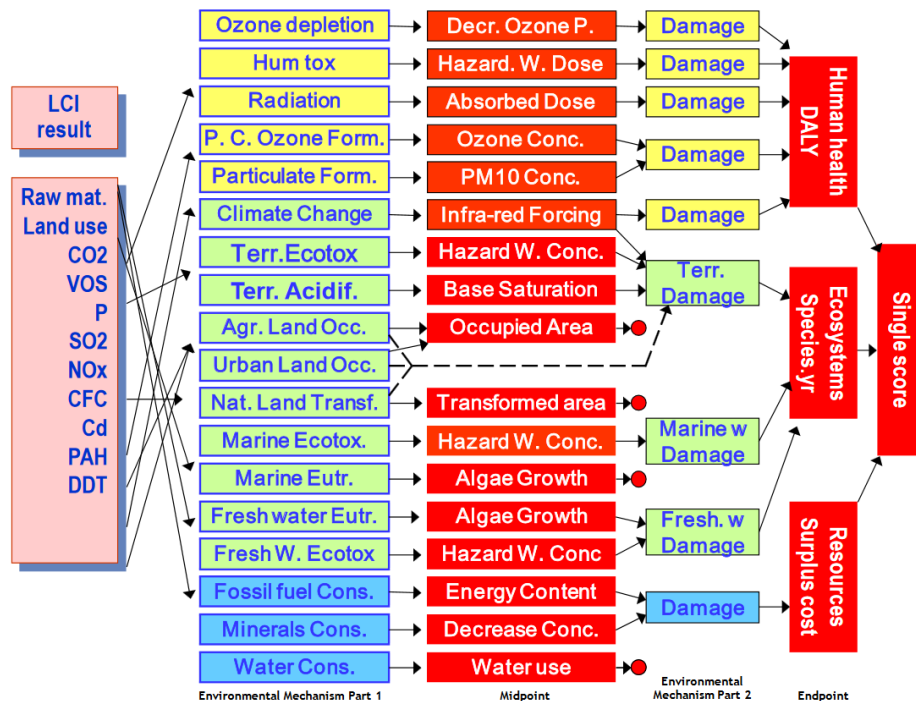 LCI
result
Raw mat.
Land use
CO2
VOS
P
SO2
NOx
CFC
Cd
PAH
DDT
Ozone depletion
Hum tox
Radiation
P. C. Ozone Form.
Particulate Form.
Climate Change
Terr.Ecotox
Terr. Acidif.
Agr. Land Occ.
Urban Land Occ.
Nat. Land Transf.
Marine Ecotox.
Marine Eutr.
Fresh water Eutr.
Fresh W. Ecotox
Fossil fuel Cons.
Minerals Cons.
Water Cons.
Environmental Mechanism Part 1
Decr. Ozone P.
Hazard. W. Dose
Absorbed Dose
Ozone Conc.
PM10 Conc.
Infra-red Forcing
Hazard W. Conc.
Base Saturation
Occupied Area
Transformed area
Hazard W. Conc.
Algae Growth
Algae Growth
Hazard W. Conc
Energy Content
Decrease Conc.
Water use
Midpoint
Damage
Damage
Damage
Damage
Damage
Terr.
Damage
Marine w
Damage
Fresh. w
Damage
Damage
Environmental
Mechanism Part 2
Human health
DALY
Ecosystems
Species.yr
Resources
Surplus cost
Endpoint
Single score